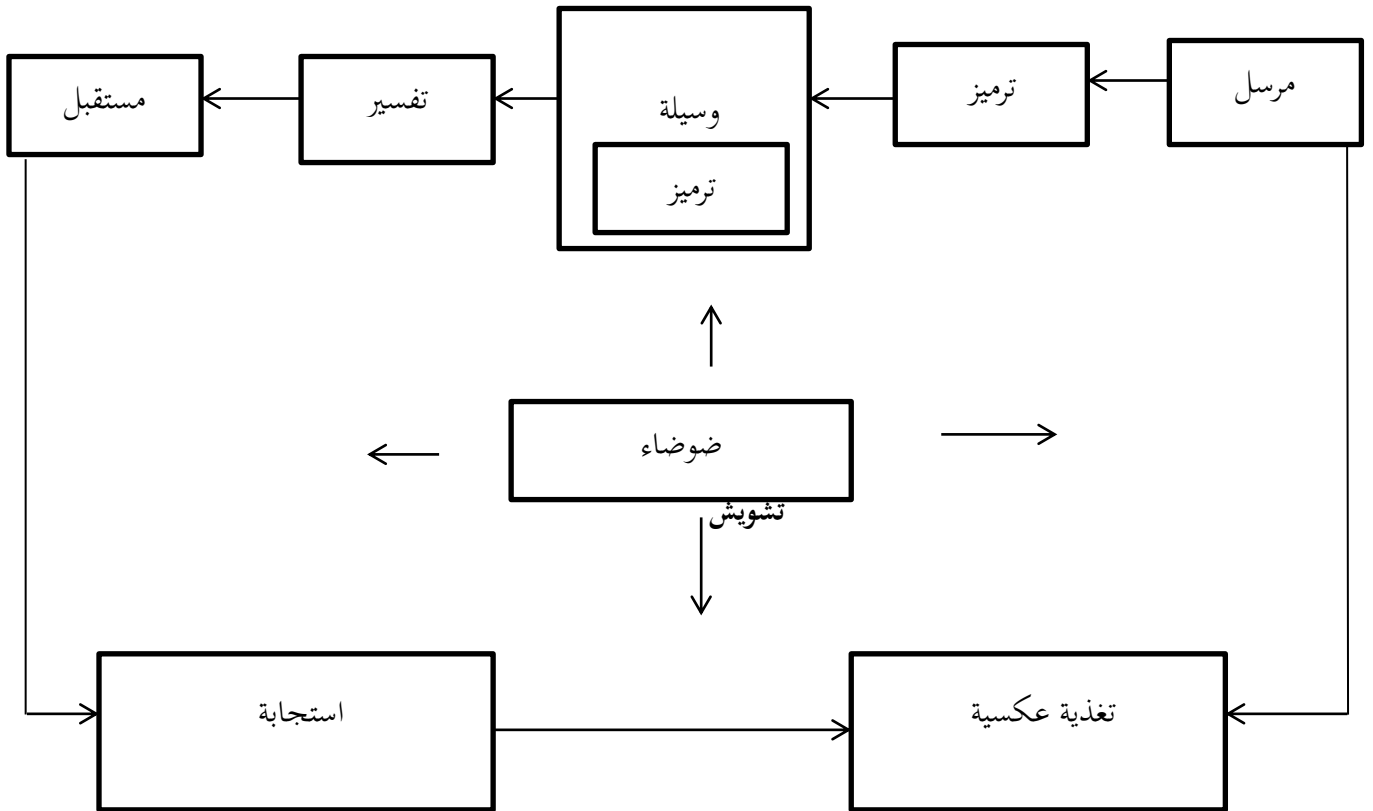 مرسل
ترميز
وسيلة
ترميز
تفسير
مستقبل
ضوضاء
تشويش
تغذية عكسية
استجابة